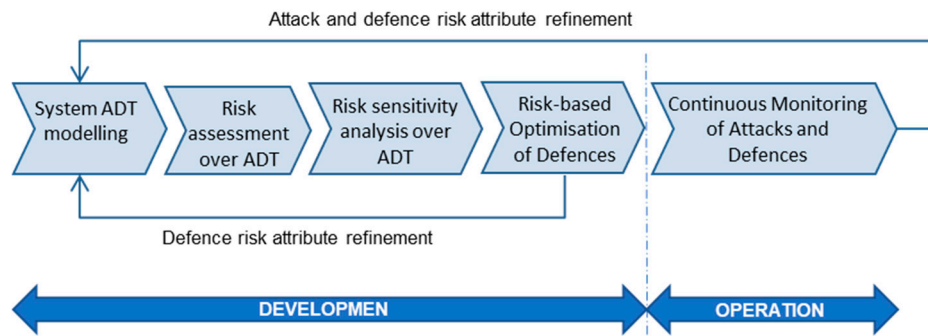 Attack and defence risk attribute refinement
System ADT
modelling
Risk
assessment
over ADT
Risk sensitivity
analysis over
ADT
Risk-based
Optimisation
of Defences
Continuous Monitoring
of Attacks and
Defences
Defence risk attribute refinement
DEVELOPMEN
OPERATION